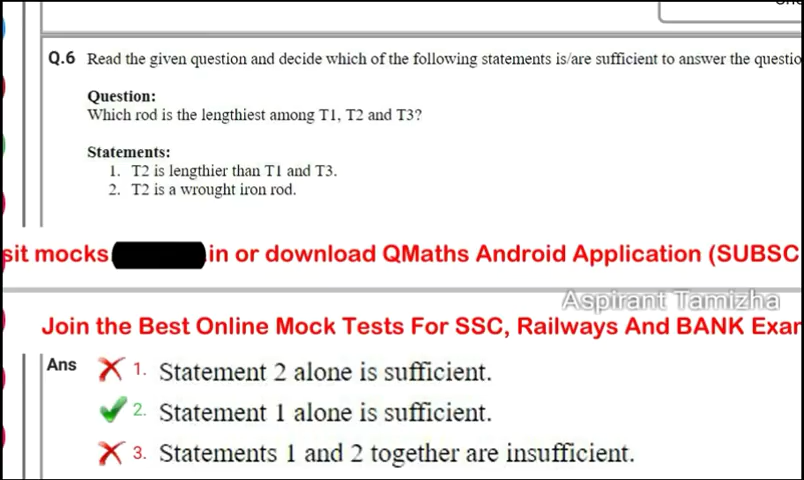 Q.6 Read the given question and decide which of the following statements is/are sufficient to answer the questio
Question:
Which rod is the lengthiest among T1, T2 and T3?
Statements:
1. T2 is lengthier than T1 and T3.
2. T2 is a wrought iron rod.
sit mocks in or download QMaths Android Application (SUBSC
Aspirant Tamizha
Join the Best Online Mock Tests For SSC, Railways And BANK Exar
Ans 1. Statement 2 alone is sufficient.
2. Statement 1 alone is sufficient.
3. Statements 1 and 2 together are insufficient.